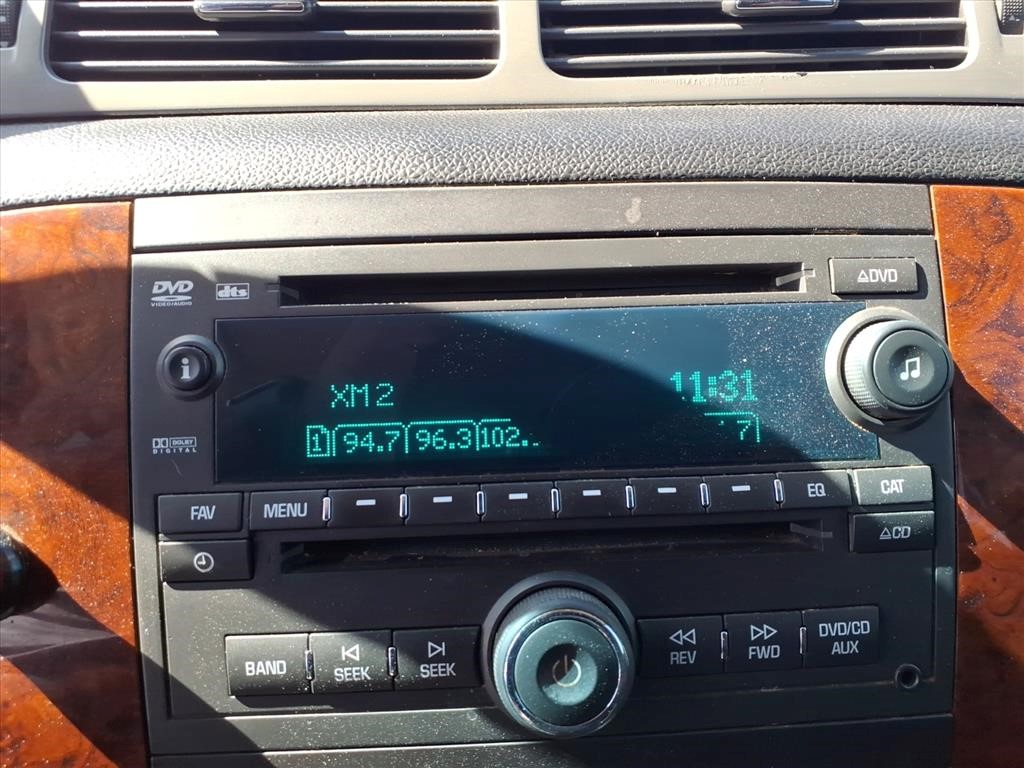 DVD
VIDEO/AUDIO
dts
DVD
i
XM2
11:31
DOLBY
DIGITAL
1 94.7 96.3 102.
7
FAV
MENU
EQ
CAT
CD
BAND
SEEK
SEEK
REV
FWD
DVD/CD
AUX